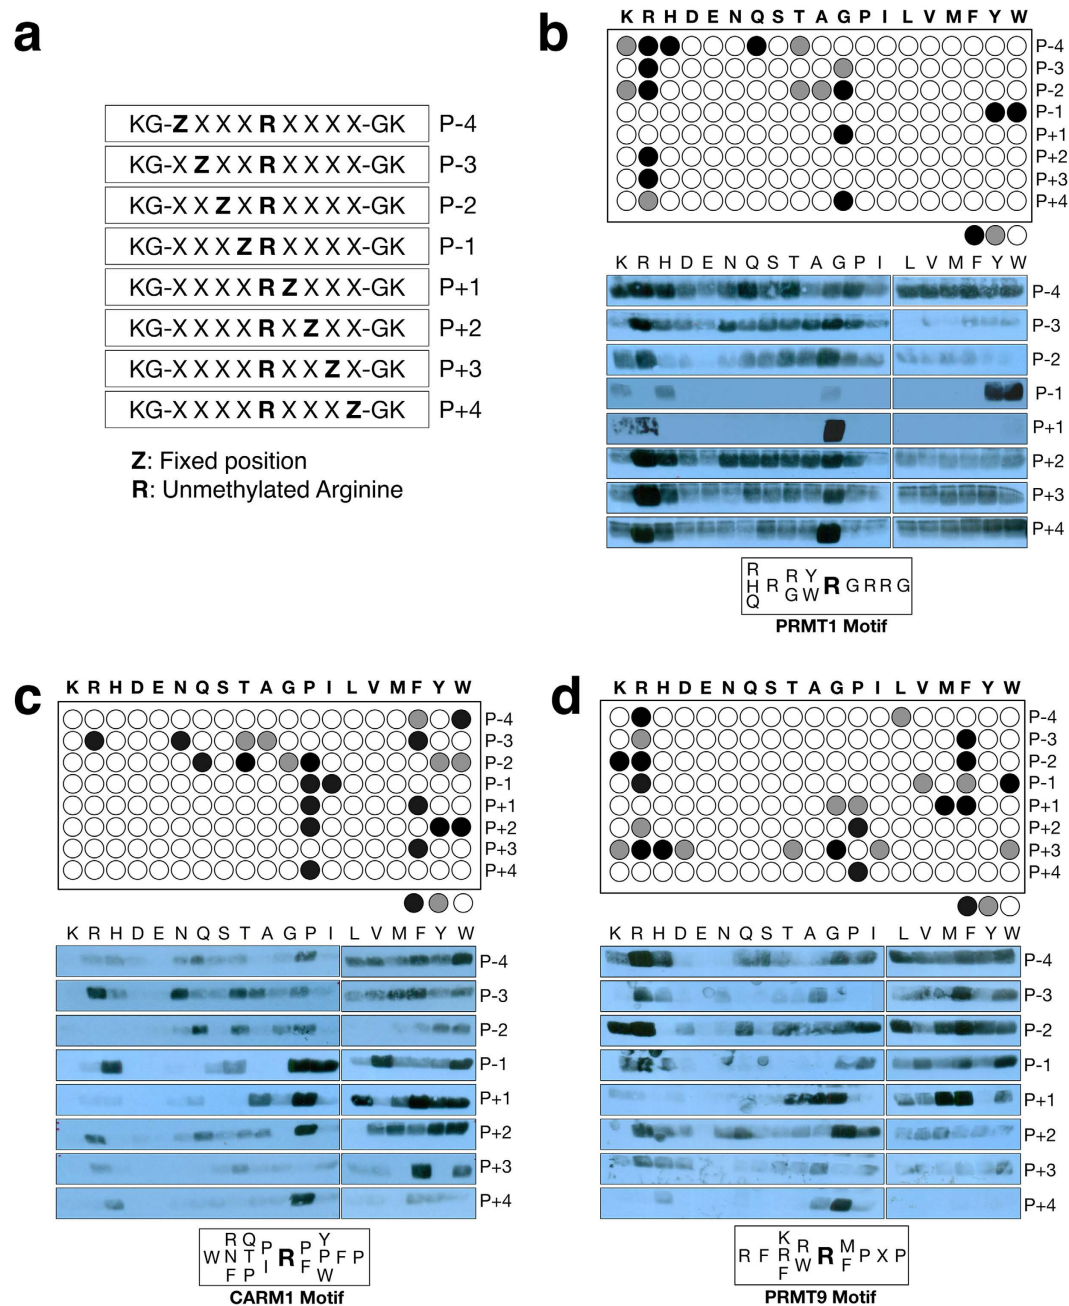 a
KG-Z X X X R X X X X-GK P-4
KG-X Z X X R X X X X-GK P-3
KG-X X Z X R X X X X-GK P-2
KG-X X X Z R X X X X-GK P-1
KG-X X X X R Z X X X-GK P+1
KG-X X X X R X Z X X-GK P+2
KG-X X X X R X X Z X-GK P+3
KG-X X X X R X X X Z-GK P+4
Z: Fixed position
R: Unmethylated Arginine
b
K R H D E N Q S T A G P I L V M F Y W
P-4
P-3
P-2
P-1
P+1
P+2
P+3
P+4
K R H D E N Q S T A G P I L V M F Y W
P-4
P-3
P-2
P-1
P+1
P+2
P+3
P+4
R
H R R Y R G R R G
Q G W
PRMT1 Motif
c
K R H D E N Q S T A G P I L V M F Y W
P-4
P-3
P-2
P-1
P+1
P+2
P+3
P+4
K R H D E N Q S T A G P I L V M F Y W
P-4
P-3
P-2
P-1
P+1
P+2
P+3
P+4
R Q P P Y
W N T R P F P
F P I F W
CARM1 Motif
d
K R H D E N Q S T A G P I L V M F Y W
P-4
P-3
P-2
P-1
P+1
P+2
P+3
P+4
K R H D E N Q S T A G P I L V M F Y W
P-4
P-3
P-2
P-1
P+1
P+2
P+3
P+4
K R M
R F R R P X P
F W F
PRMT9 Motif